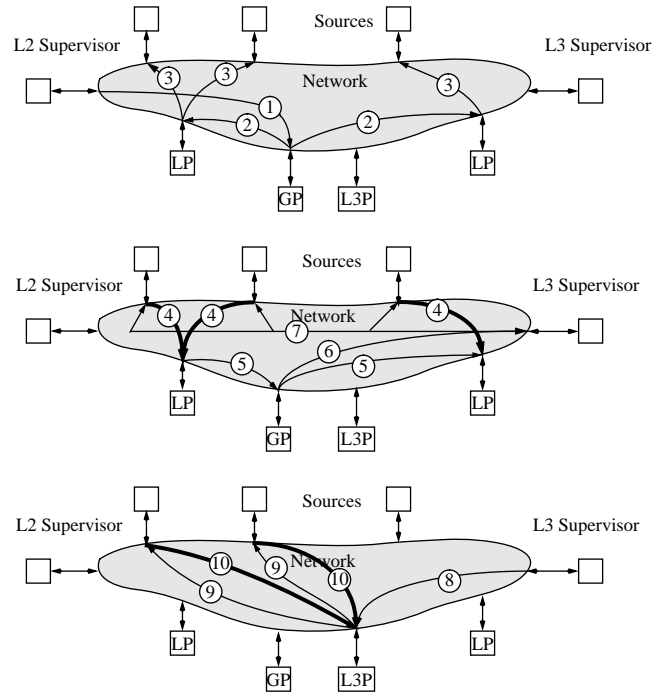 Sources
L2 Supervisor
L3 Supervisor
Network
3
3
3
1
2
2
LP
LP
GP
L3P
Sources
L2 Supervisor
L3 Supervisor
Network
4
4
4
7
6
5
5
LP
LP
GP
L3P
Sources
L2 Supervisor
L3 Supervisor
Network
10
9
10
8
9
LP
LP
GP
L3P